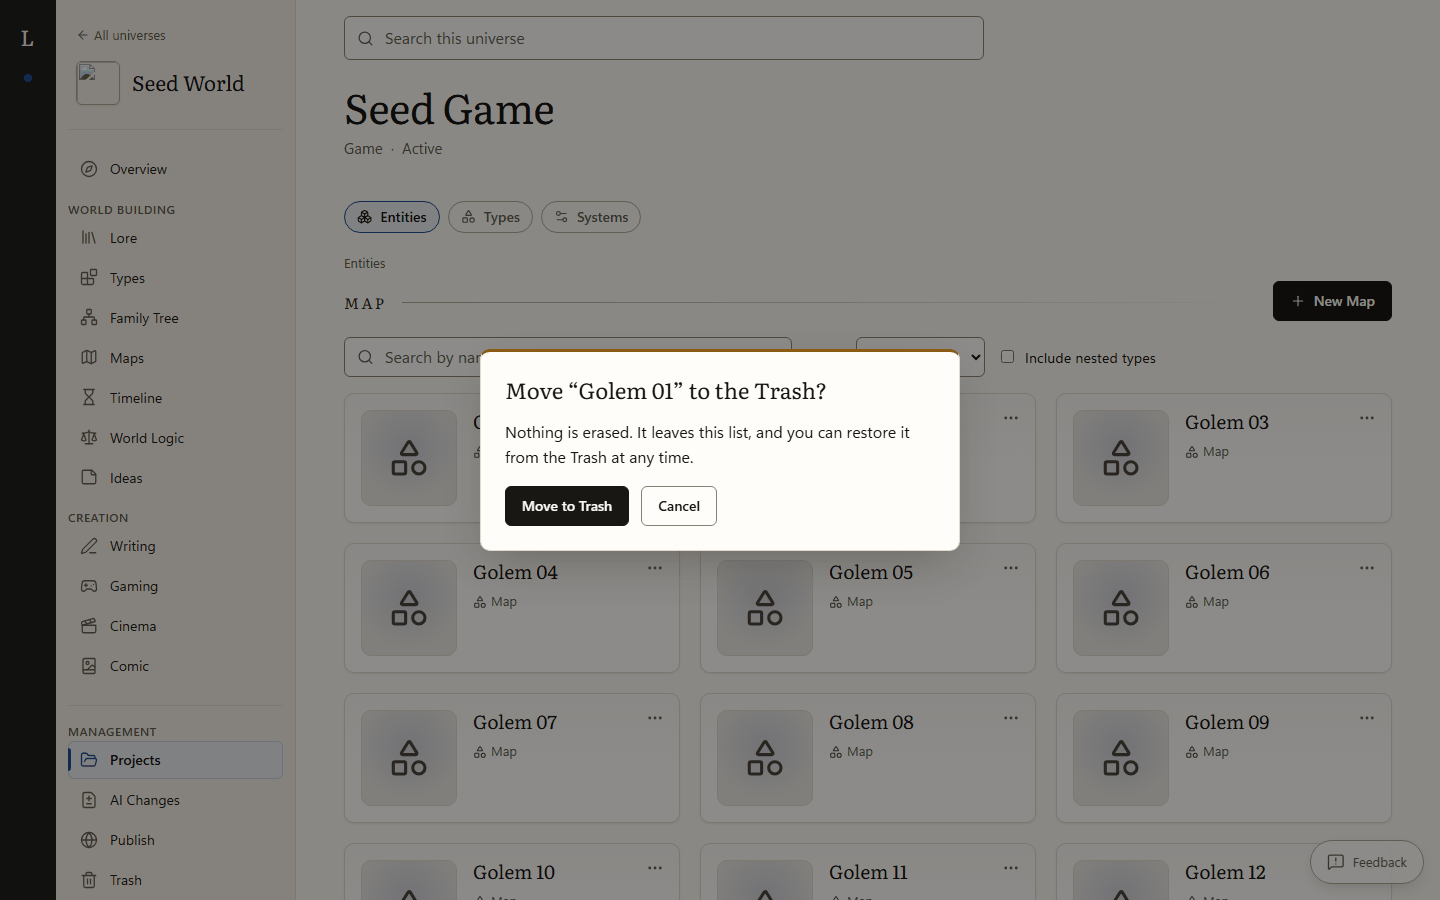 L
All universes
Seed World
Overview
WORLD BUILDING
Lore
Types
Family Tree
Maps
Timeline
World Logic
Ideas
CREATION
Writing
Gaming
Cinema
Comic
MANAGEMENT
Projects
AI Changes
Publish
Trash
Search this universe
Seed Game
Game · Active
Entities
Types
Systems
Entities
MAP
New Map
Search by
Include nested types
Move “Golem 01” to the Trash?
Nothing is erased. It leaves this list, and you can restore it
from the Trash at any time.
Move to Trash
Cancel
Golem 03
Map
Golem 04
Map
Golem 05
Map
Golem 06
Map
Golem 07
Map
Golem 08
Map
Golem 09
Map
Golem 10
Golem 11
Golem 12
Feedback